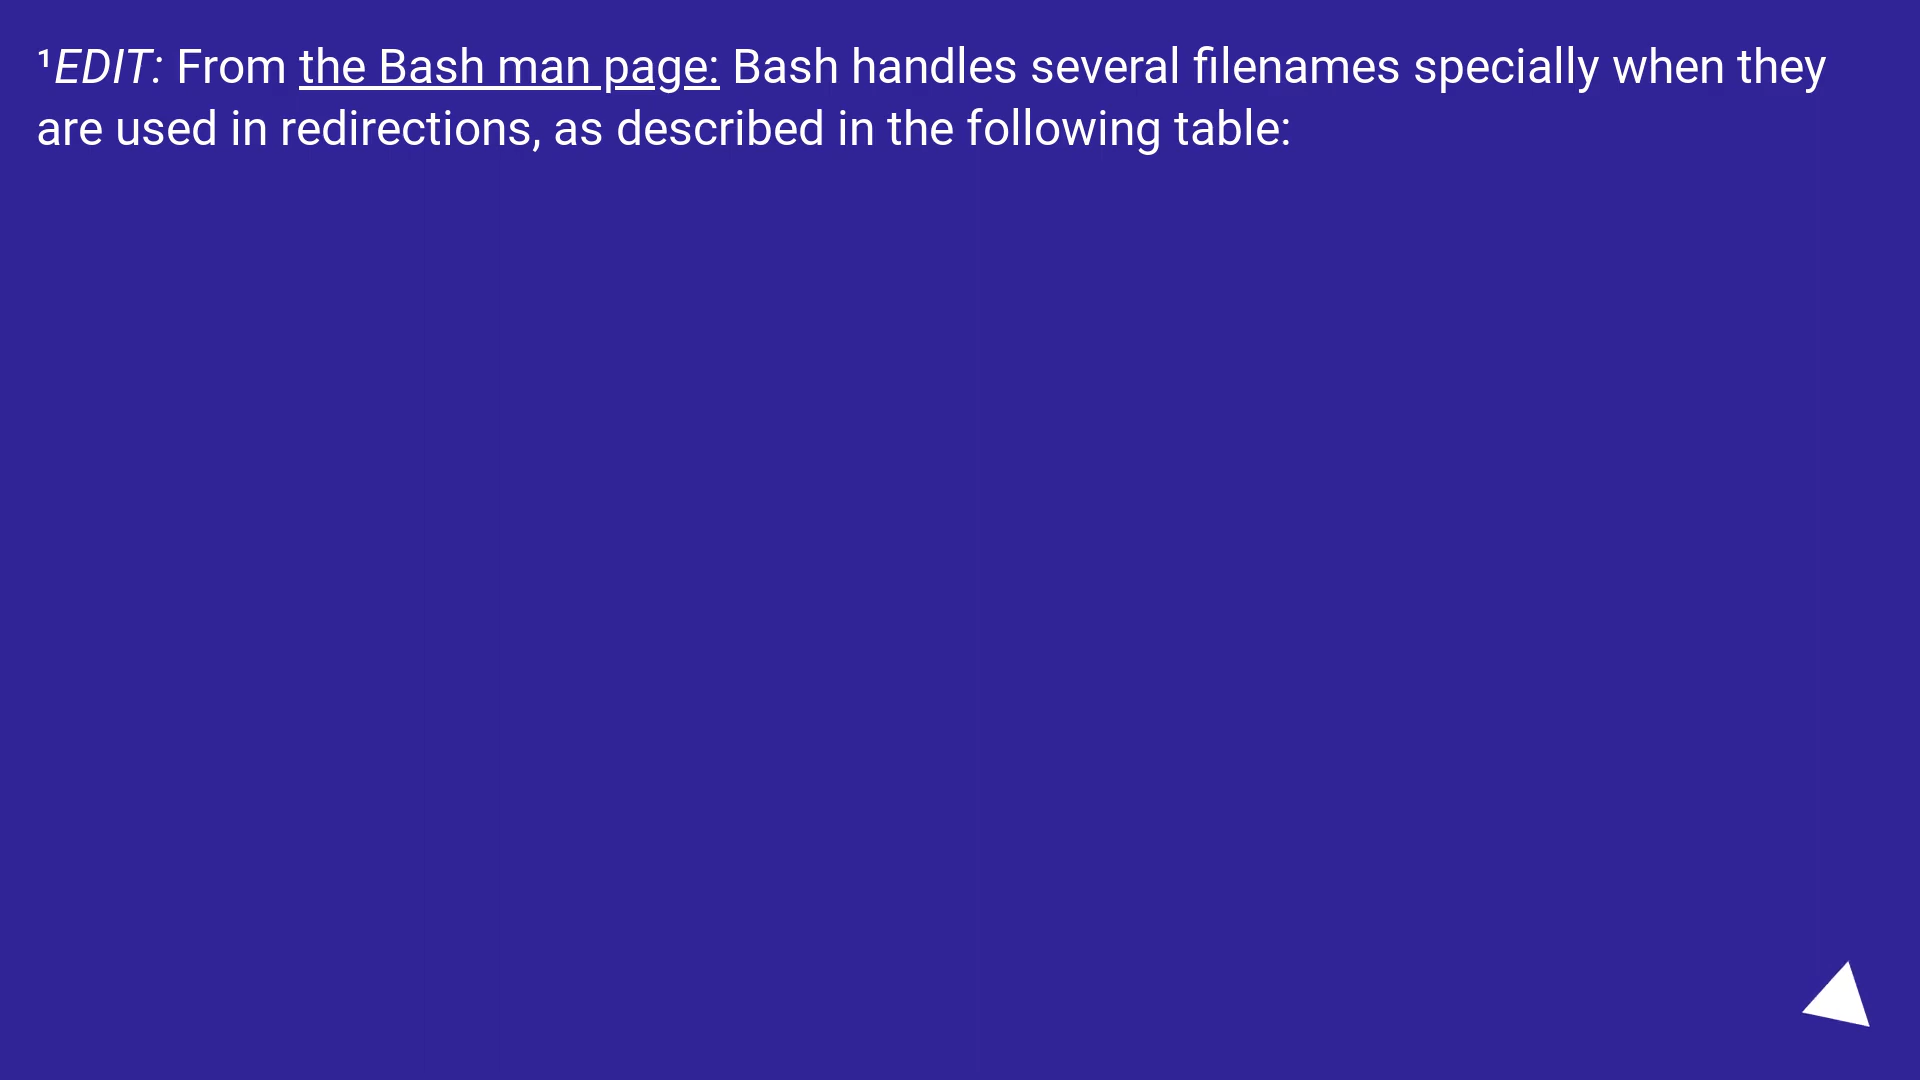 ¹EDIT: From the Bash man page: Bash handles several filenames specially when they
are used in redirections, as described in the following table: